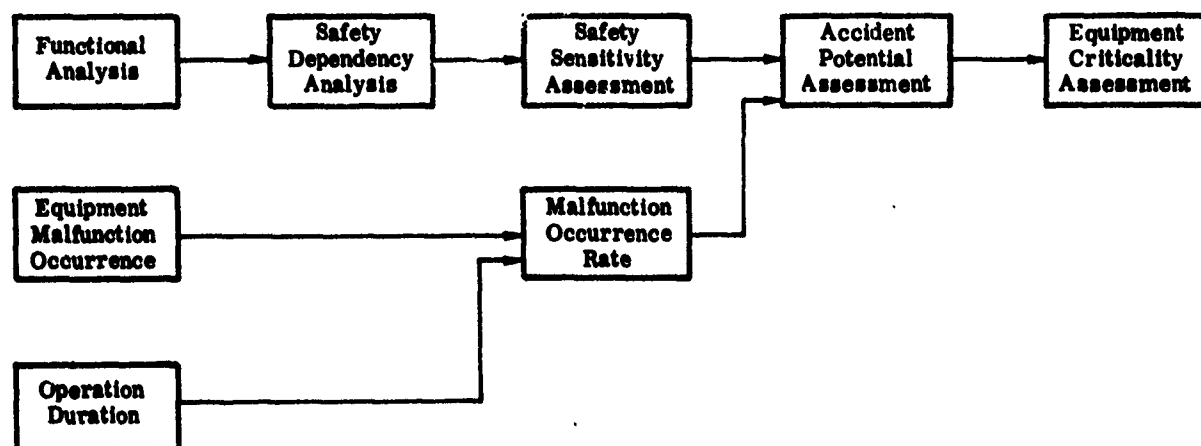 Functional
Analysis
Safety
Dependency
Analysis
Safety
Sensitivity
Assessment
Accident
Potential
Assessment
Equipment
Criticality
Assessment
Equipment
Malfunction
Occurrence
Malfunction
Occurrence
Rate
Operation
Duration